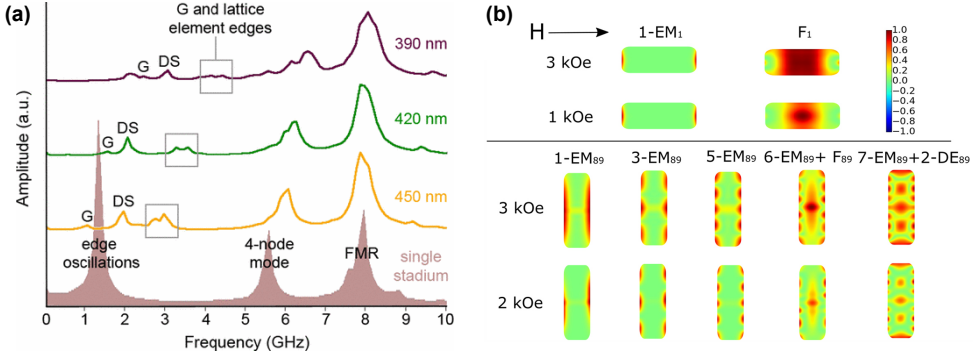 (a)
G and lattice
element edges
390 nm
G
DS
420 nm
G
DS
450 nm
G
DS
edge
oscillations
4-node
mode
FMR
single
stadium
Amplitude (a.u.)
0 1 2 3 4 5 6 7 8 9 10
Frequency (GHz)
(b)
H
1-EM₁
F₁
3 kOe
1 kOe
1.0
0.8
0.6
0.4
0.2
0.0
−0.2
−0.4
−0.6
−0.8
−1.0
1-EM₈₉
3-EM₈₉
5-EM₈₉
6-EM₈₉+ F₈₉
7-EM₈₉+2-DE₈₉
3 kOe
2 kOe